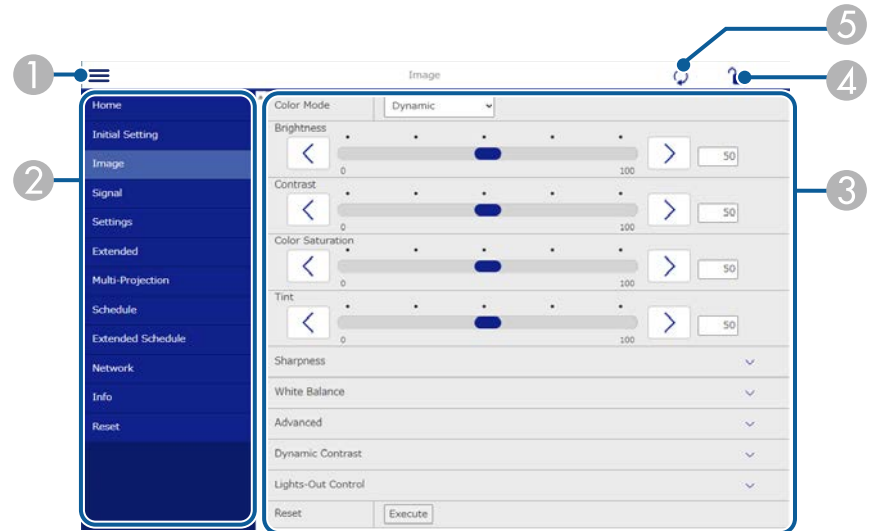 5
1
Image
4
Home
Initial Setting
Image
Signal
Settings
Extended
Multi-Projection
Schedule
Extended Schedule
Network
Info
Reset
2
Color Mode
Dynamic
Brightness
0
100
50
Contrast
0
100
50
Color Saturation
0
100
50
Tint
0
100
50
Sharpness
White Balance
Advanced
Dynamic Contrast
Lights-Out Control
Reset
Execute
3